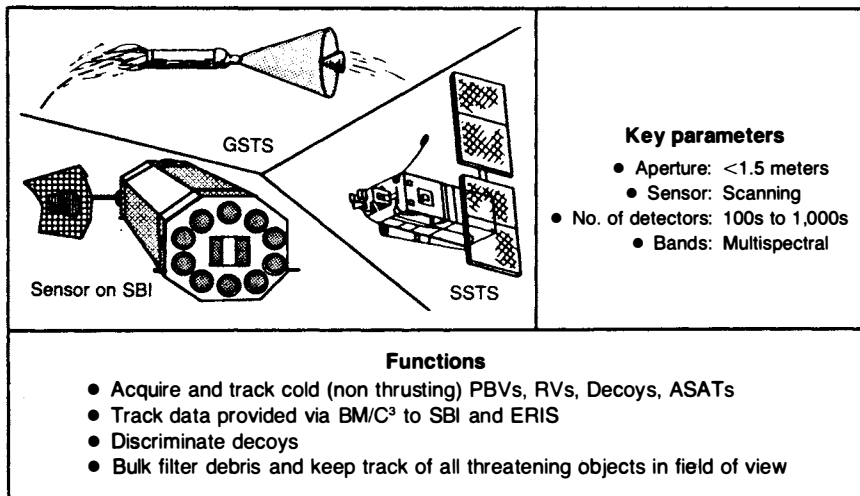 GSTS
Sensor on SBI
SSTS
Key parameters
● Aperture: <1.5 meters
● Sensor: Scanning
● No. of detectors: 100s to 1,000s
● Bands: Multispectral
Functions
● Acquire and track cold (non thrusting) PBVs, RVs, Decoys, ASATs
● Track data provided via BM/C³ to SBI and ERIS
● Discriminate decoys
● Bulk filter debris and keep track of all threatening objects in field of view